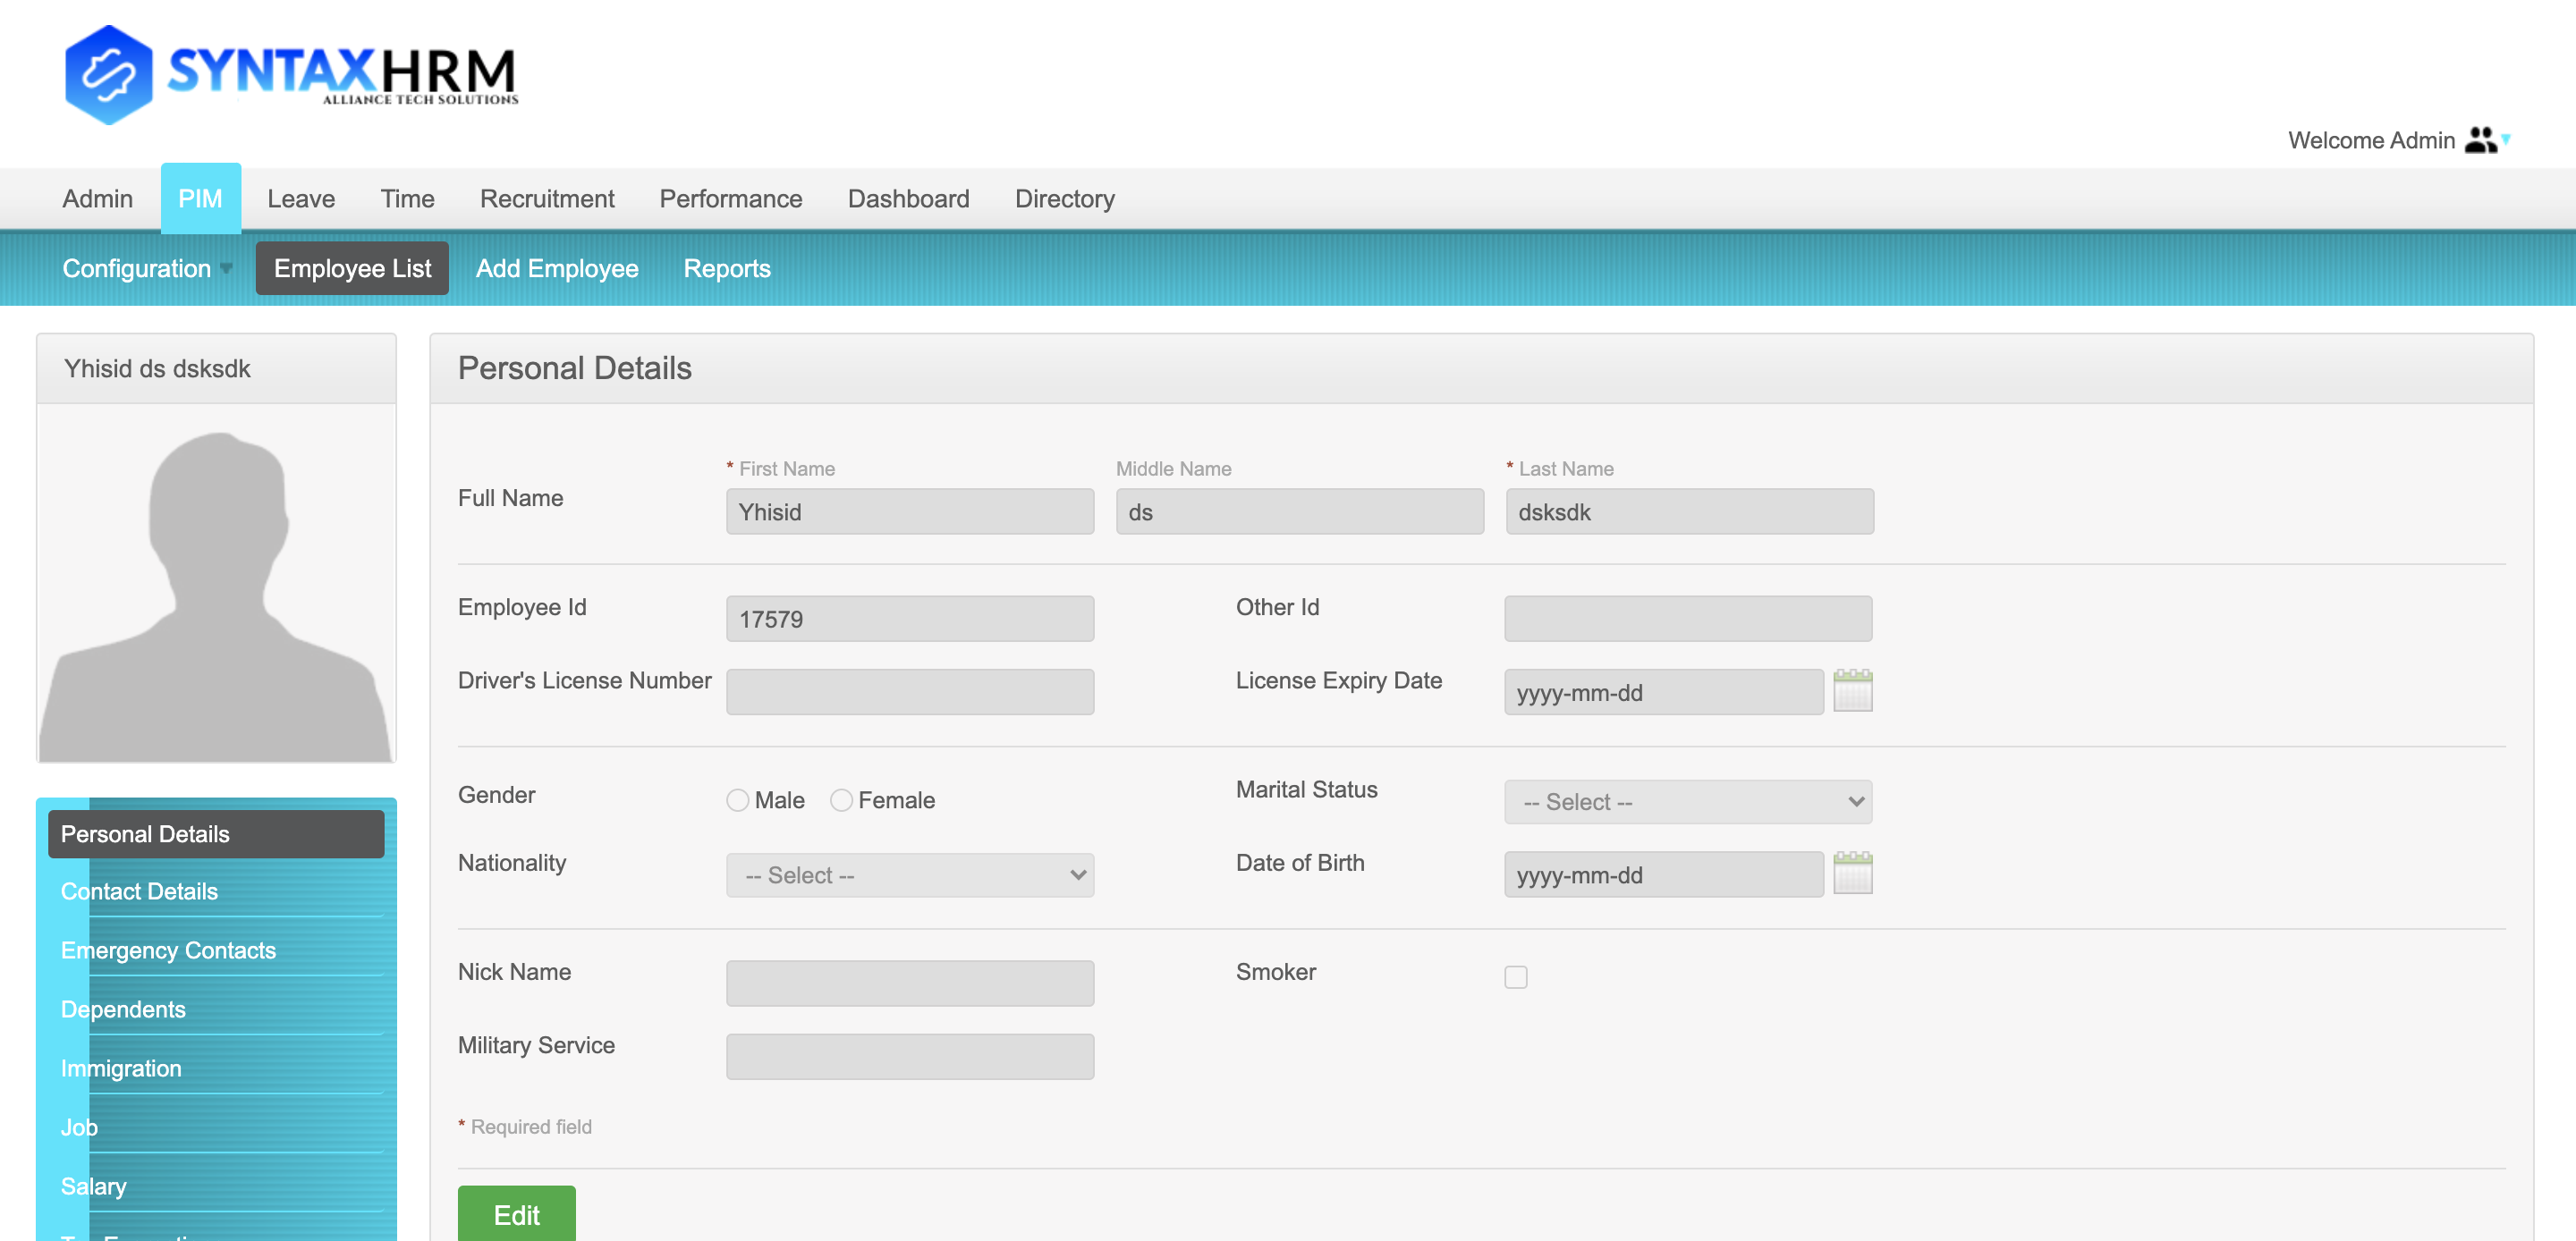 SYNTAXHRM
ALLIANCE TECH SOLUTIONS
Welcome Admin
Admin PIM Leave Time Recruitment Performance Dashboard Directory
Configuration Employee List Add Employee Reports
Yhisid ds dsksdk
Personal Details
Contact Details
Emergency Contacts
Dependents
Immigration
Job
Salary
Personal Details
* First Name Middle Name * Last Name
Full Name Yhisid ds dsksdk
Employee Id 17579 Other Id
Driver's License Number License Expiry Date yyyy-mm-dd
Gender Male Female Marital Status -- Select --
Nationality -- Select -- Date of Birth yyyy-mm-dd
Nick Name Smoker
Military Service
* Required field
Edit